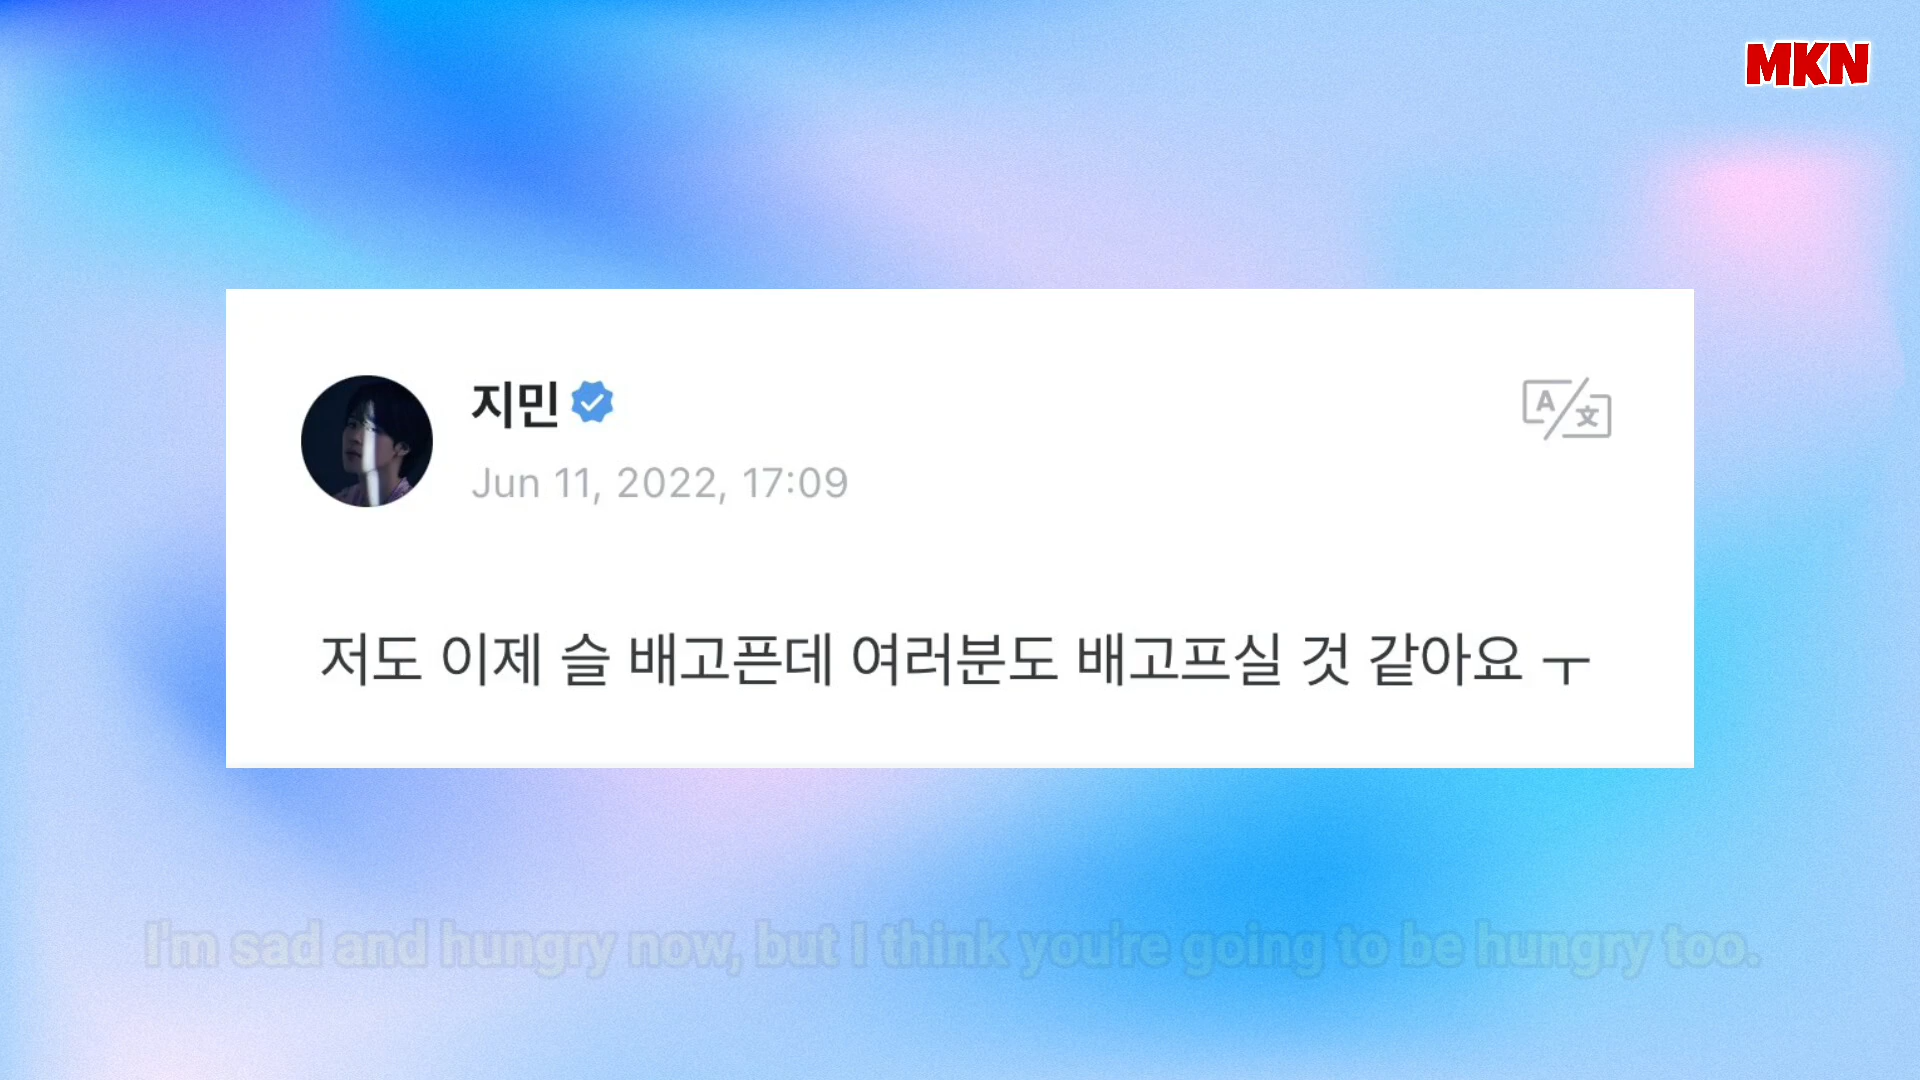 MKN
지민
Jun 11, 2022, 17:09
저도 이제 슬 배고픈데 여러분도 배고프실 것 같아요 ㅜ
I'm sad and hungry now, but I think you're going to be hungry too.